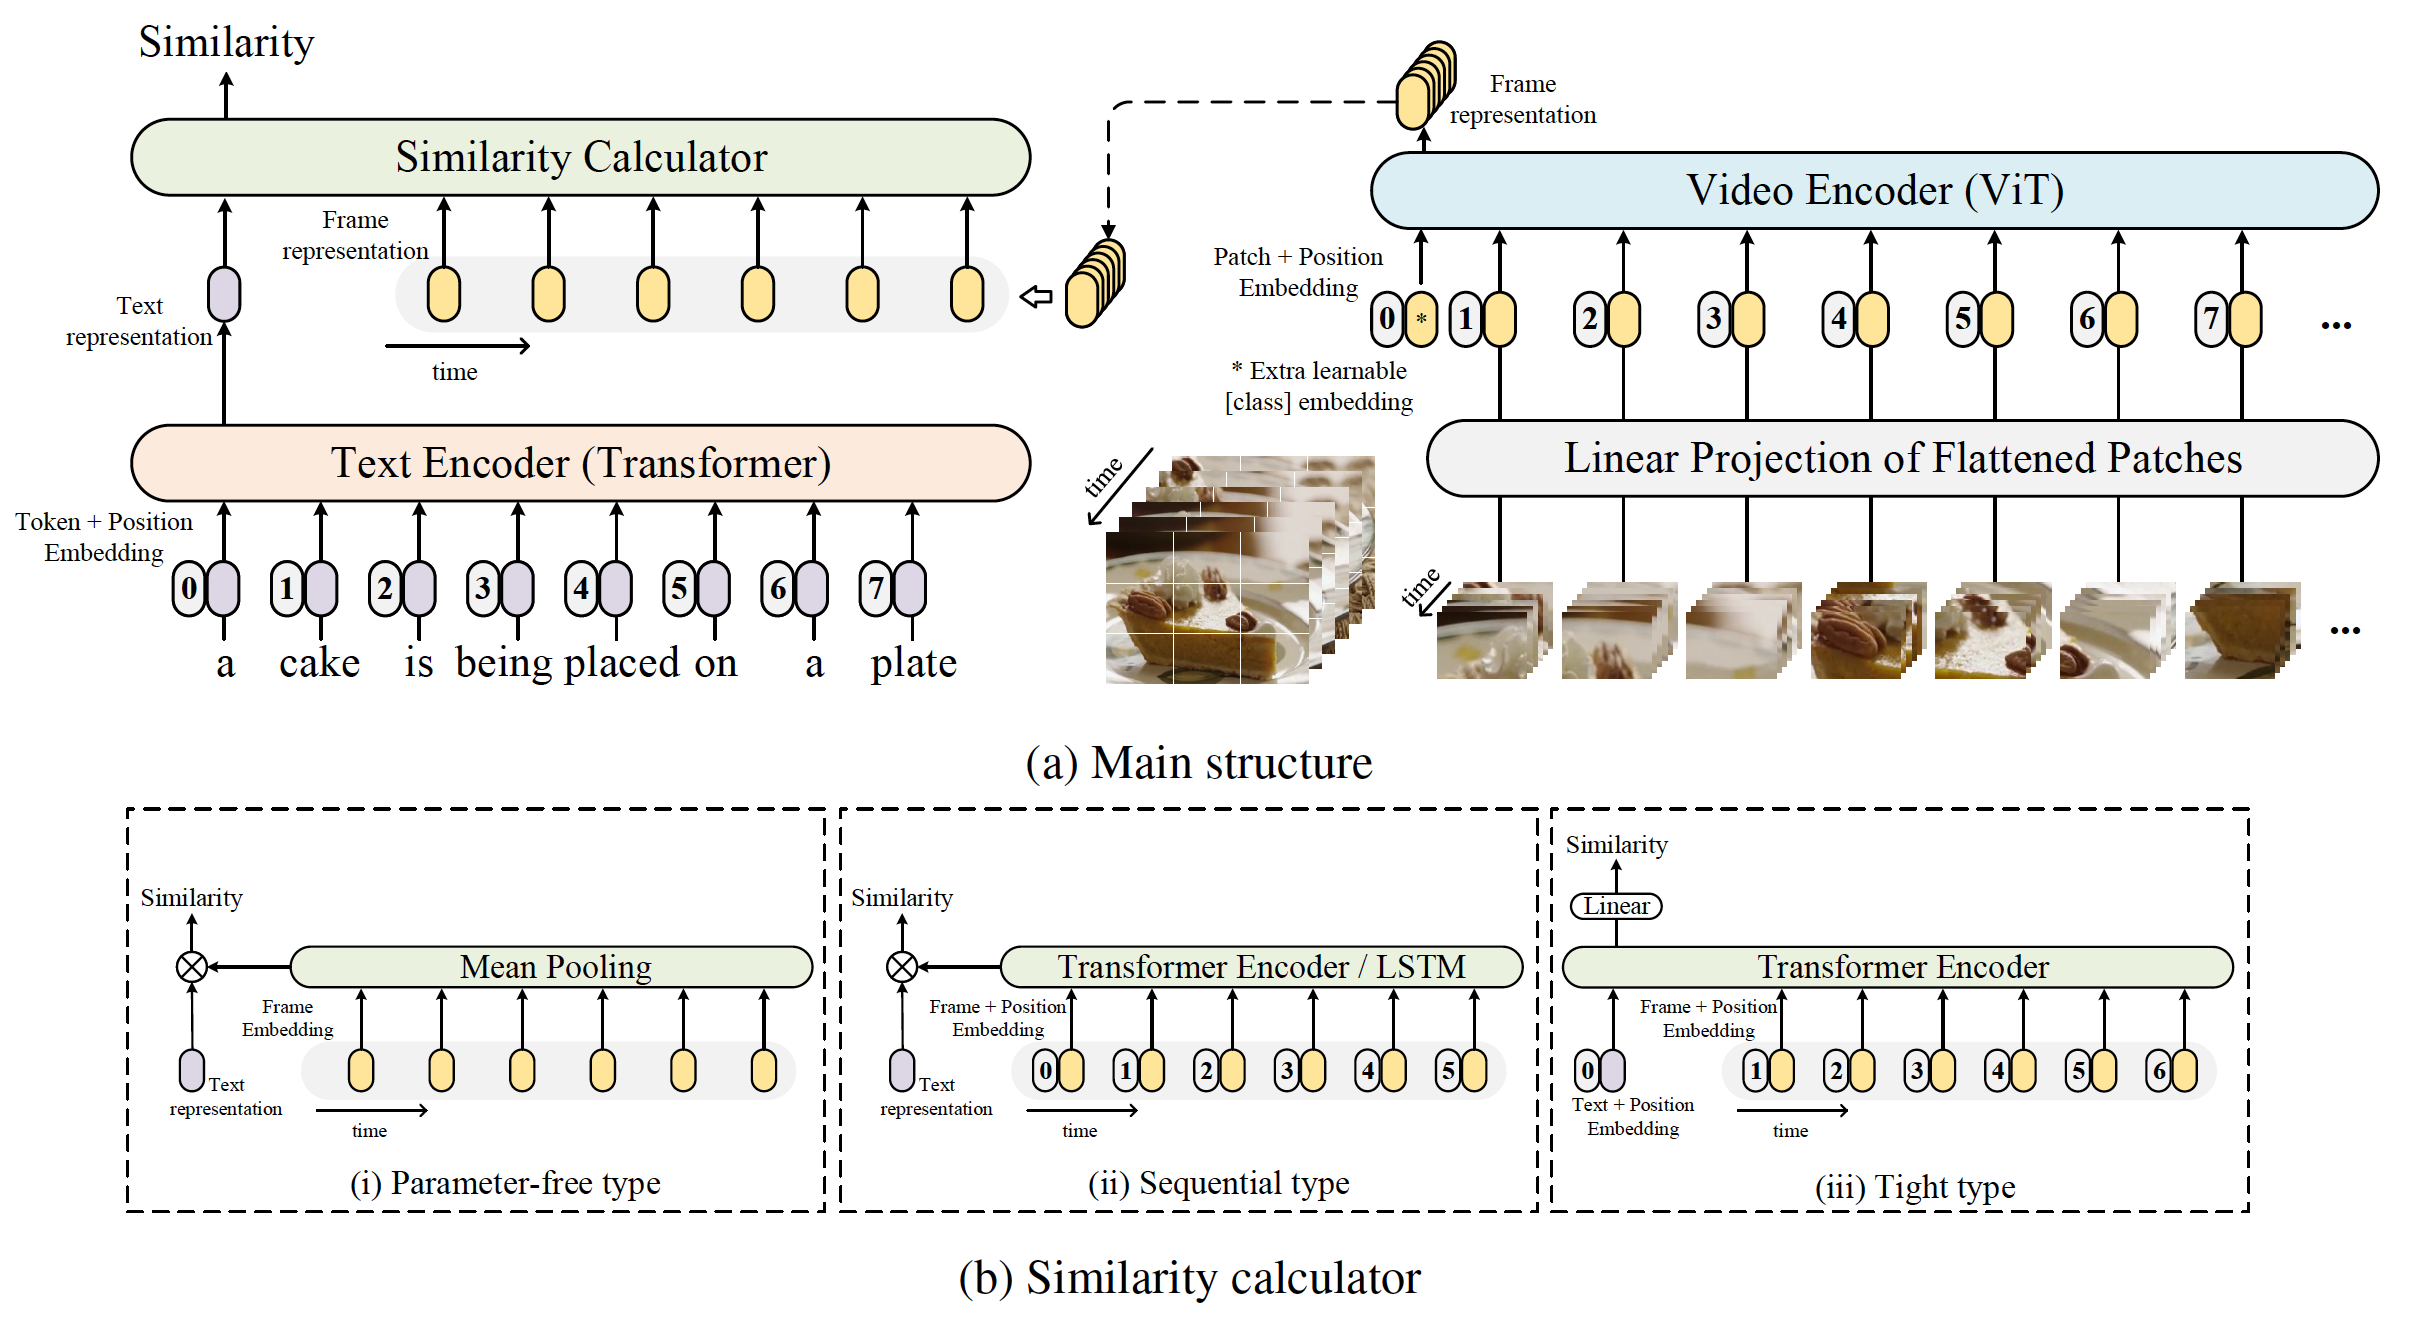 Similarity
Similarity Calculator
Frame
representation
Text
representation
time
Text Encoder (Transformer)
Token + Position
Embedding
0 1 2 3 4 5 6 7
a cake is being placed on a plate
Frame
representation
Video Encoder (ViT)
Patch + Position
Embedding
0 * 1 2 3 4 5 6 7 ...
* Extra learnable
[class] embedding
Linear Projection of Flattened Patches
time
time
...
(a) Main structure
Similarity
Mean Pooling
Frame
Embedding
Text
representation
time
(i) Parameter-free type
Similarity
Transformer Encoder / LSTM
Frame + Position
Embedding
0 1 2 3 4 5
Text
representation
time
(ii) Sequential type
Similarity
Linear
Transformer Encoder
Frame + Position
Embedding
0 1 2 3 4 5 6
Text + Position
Embedding
time
(iii) Tight type
(b) Similarity calculator